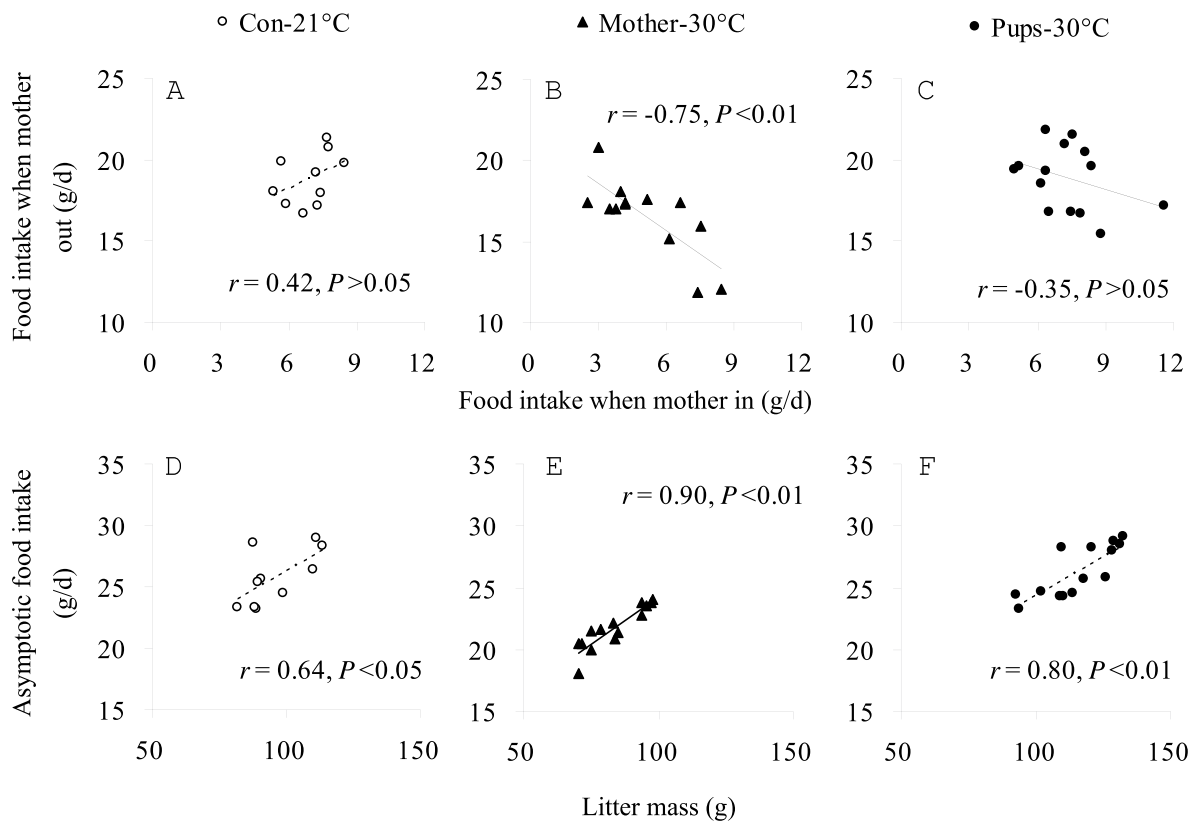 Con-21°C
Mother-30°C
Pups-30°C
Food intake when mother
out (g/d)
25
20
15
10
A
r = 0.42, P>0.05
0 3 6 9 12
25
20
15
10
B
r = -0.75, P<0.01
0 3 6 9 12
25
20
15
10
C
r = -0.35, P>0.05
0 3 6 9 12
Food intake when mother in (g/d)
Asymptotic food intake
(g/d)
35
30
25
20
15
D
r = 0.64, P<0.05
50 100 150
35
30
25
20
15
E
r = 0.90, P<0.01
50 100 150
35
30
25
20
15
F
r = 0.80, P<0.01
50 100 150
Litter mass (g)